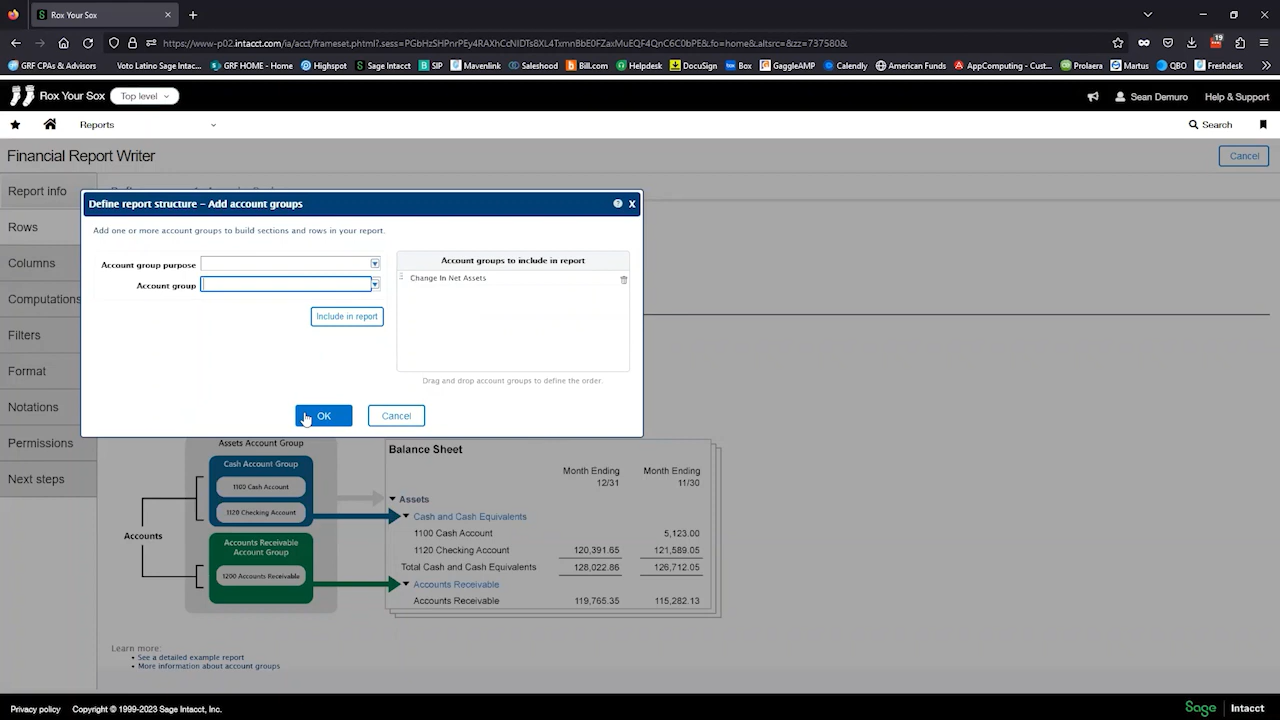 Rox Your Sox
https://www-p02.intacct.com/ia/acct/frameset.phtml?.sess=PGbHzSHPnrPEy4RAXhCcNIDTs8XL4TxmnBbE0FZaxMuEQF4QnC6C0bPE&.fo=home&.altsrc=&zz=737580&
19
GRF CPAs & Advisors
Voto Latino Sage Intac...
GRF HOME - Home
Highspot
Sage Intacct
SIP
Mavenlink
Saleshood
Bill.com
Helpdesk
DocuSign
Box
GaggleAMP
Calendly
American Funds
AppComputing - Cust...
Prolaera
Martus
QBO
Freshdesk
Rox Your Sox
Top level
Sean Demuro
Help & Support
Reports
Search
Financial Report Writer
Cancel
Report info
Rows
Columns
Computations
Filters
Format
Notations
Permissions
Next steps
Define report structure – Add account groups
X
Add one or more account groups to build sections and rows in your report.
Account group purpose
Account group
Include in report
Account groups to include in report
Change In Net Assets
Drag and drop account groups to define the order.
OK
Cancel
Assets Account Group
Cash Account Group
1100 Cash Account
1120 Checking Account
Accounts
Accounts Receivable
Account Group
1200 Accounts Receivable
Balance Sheet
Month Ending Month Ending
12/31 11/30
Assets
Cash and Cash Equivalents
1100 Cash Account 5,123.00
1120 Checking Account 120,391.65 121,589.05
Total Cash and Cash Equivalents 128,022.86 126,712.05
Accounts Receivable
Accounts Receivable 119,765.35 115,282.13
Learn more:
• See a detailed example report
• More information about account groups
Privacy policy
Copyright © 1999-2023 Sage Intacct, Inc.
Sage Intacct